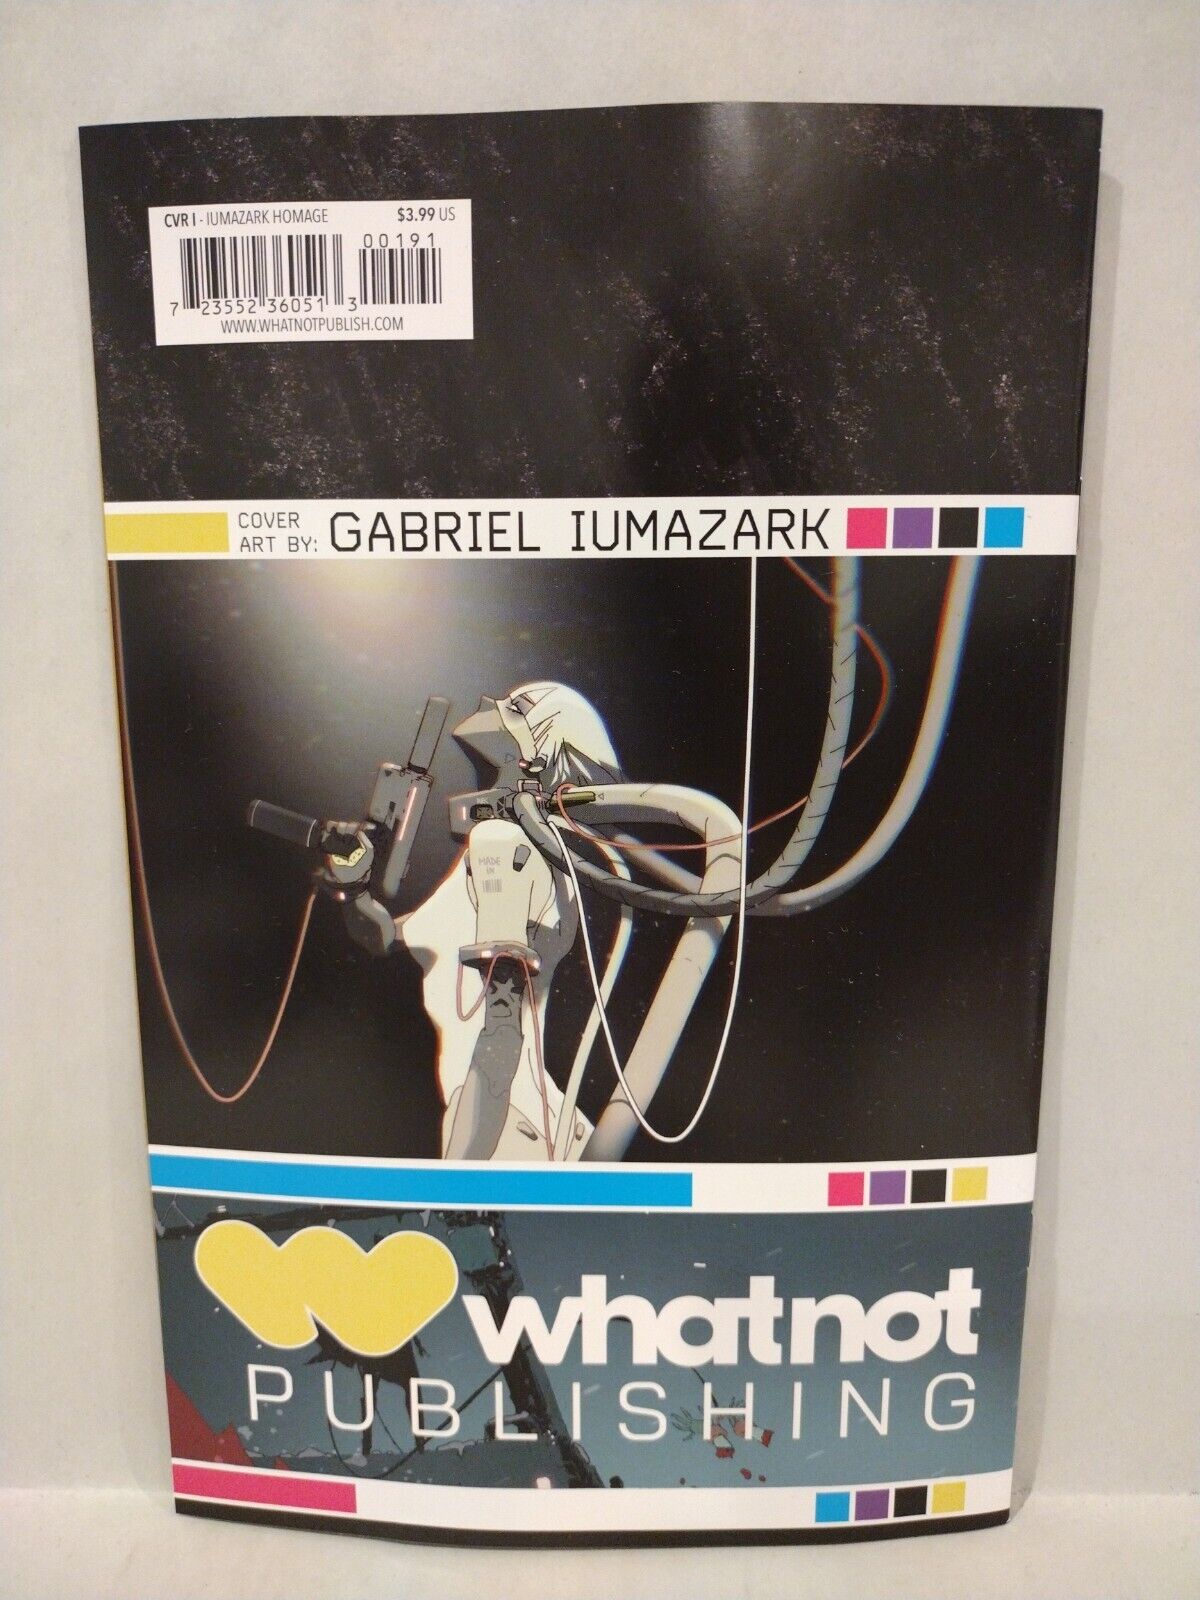 CVR I - IUMAZARK HOMAGE $3.99 US
00191
7 23552 36051 3
WWW.WHATNOTPUBLISH.COM
COVER
ART BY: GABRIEL IUMAZARK
MADE
IN
whatnot
PUBLISHING